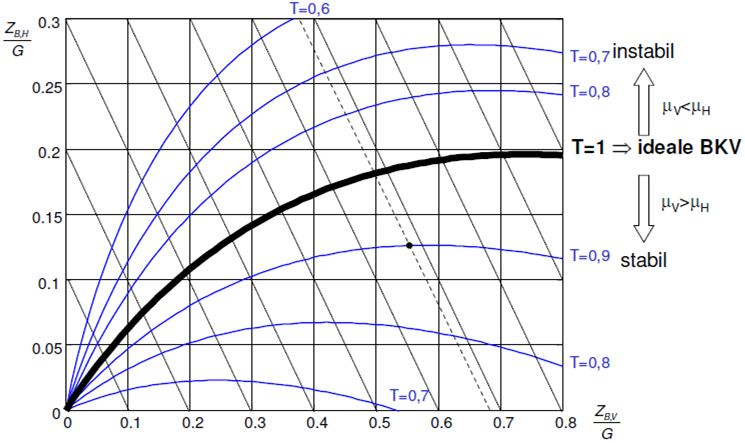 0.3
T=0,6
Z_{B,H}
G
0.25
T=0,7
instabil
T=0,8
μ_V<μ_H
0.2
T=1 ⇒ ideale BKV
0.15
μ_V>μ_H
0.1
T=0,9
stabil
0.05
T=0,8
T=0,7
0
0
0.1
0.2
0.3
0.4
0.5
0.6
0.7
0.8
Z_{B,V}
G